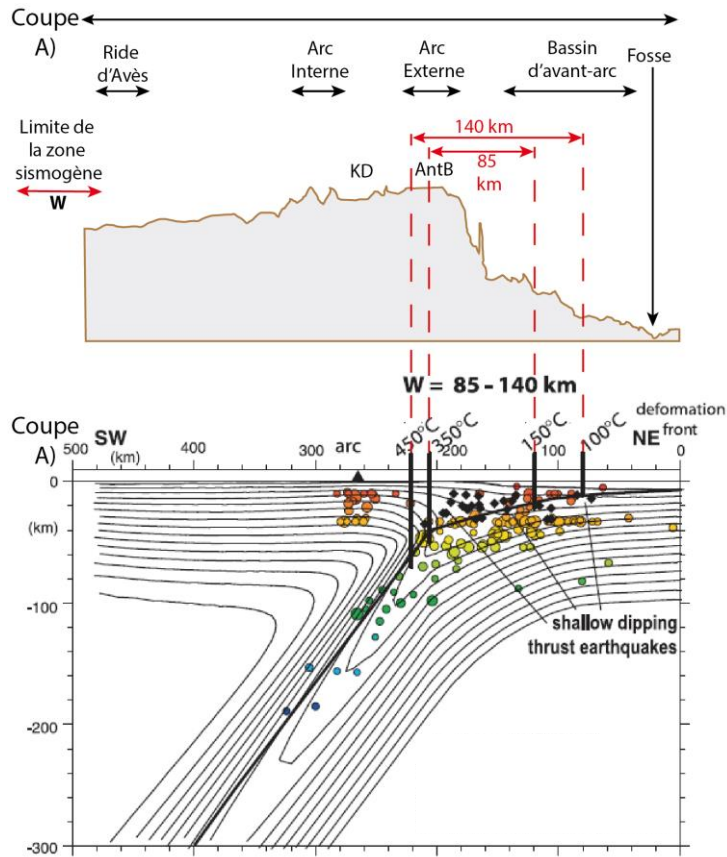 Coupe
A)
Ride
d'Avès
Arc
Interne
Arc
Externe
Bassin
d'avant-arc
Fosse
Limite de
la zone
sismogène
W
140 km
85
km
KD
AntB
W = 85 - 140 km
Coupe
A)
SW
500
(km)
400
300
arc
450°C
350°C
200
150°C
100°C
NE
deformation
front
0
0
(km)
-100
shallow dipping
thrust earthquakes
-200
-300